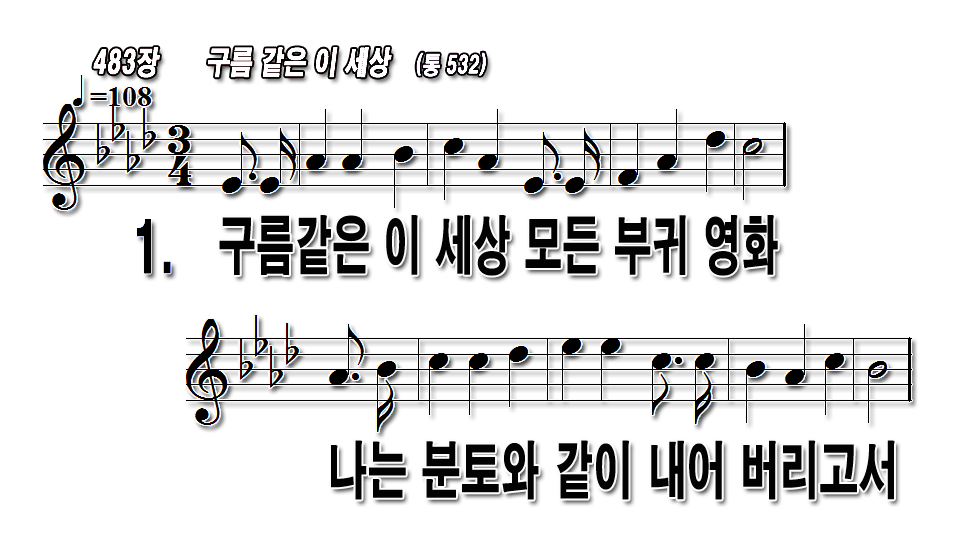 483장 구름 같은 이 세상 (통 532)
♩=108
3
4
1. 구름같은 이 세상 모든 부귀 영화
나는 분토와 같이 내어 버리고서